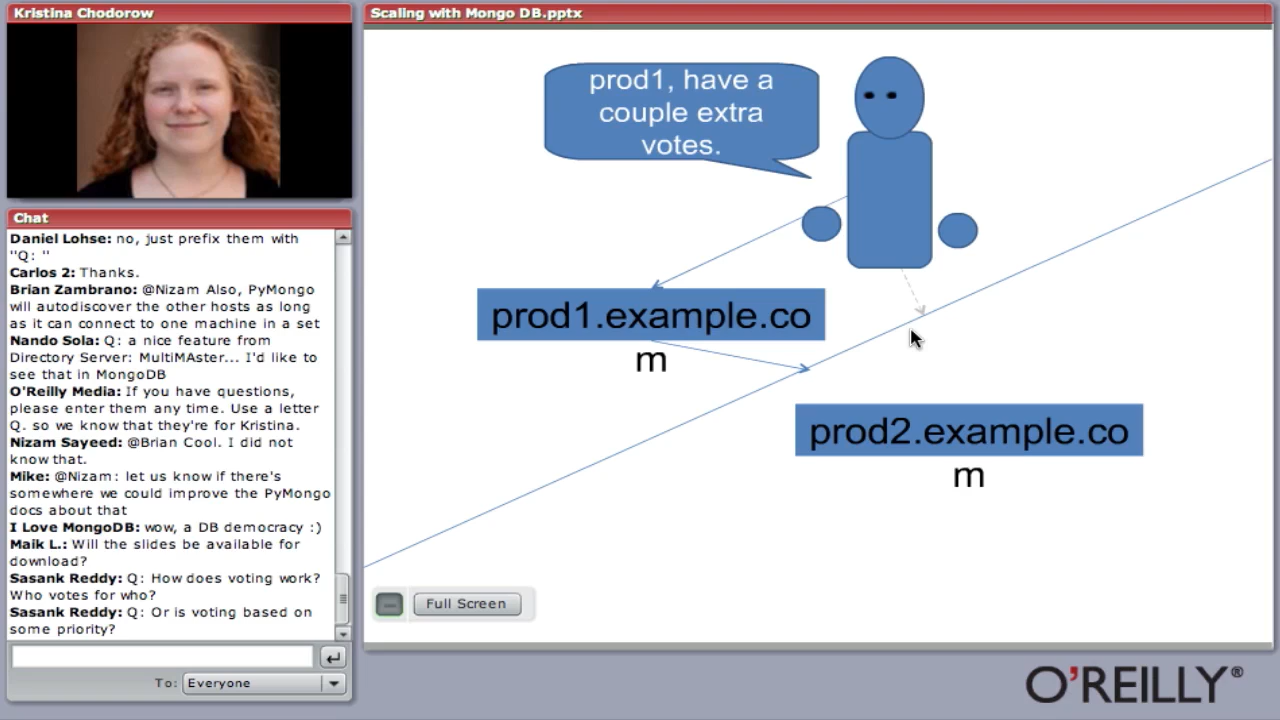 Kristina Chodorow
Scaling with Mongo DB.pptx
Chat
Daniel Lohse: no, just prefix them with
"Q: "
Carlos 2: Thanks.
Brian Zambrano: @Nizam Also, PyMongo
will autodiscover the other hosts as long
as it can connect to one machine in a set
Nando Sola: Q: a nice feature from
Directory Server: MultiMAster... I'd like to
see that in MongoDB
O'Reilly Media: If you have questions,
please enter them any time. Use a letter
Q. so we know that they're for Kristina.
Nizam Sayeed: @Brian Cool. I did not
know that.
Mike: @Nizam: let us know if there's
somewhere we could improve the PyMongo
docs about that
I Love MongoDB: wow, a DB democracy :)
Maik L.: Will the slides be available for
download?
Sasank Reddy: Q: How does voting work?
Who votes for who?
Sasank Reddy: Q: Or is voting based on
some priority?
To: Everyone
prod1, have a
couple extra
votes.
prod1.example.co
m
prod2.example.co
m
Full Screen
O'REILLY®